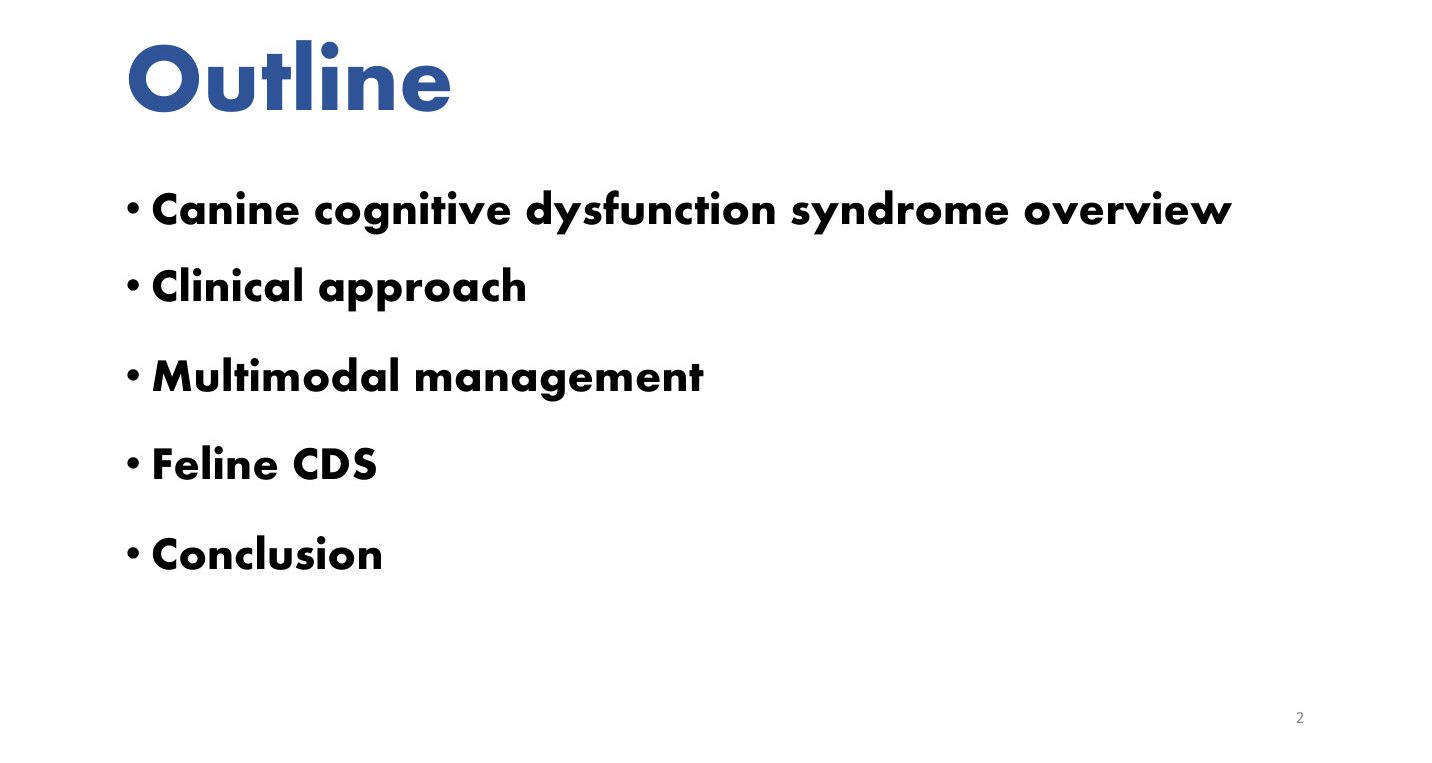 Outline
• Canine cognitive dysfunction syndrome overview
• Clinical approach
• Multimodal management
• Feline CDS
• Conclusion
2